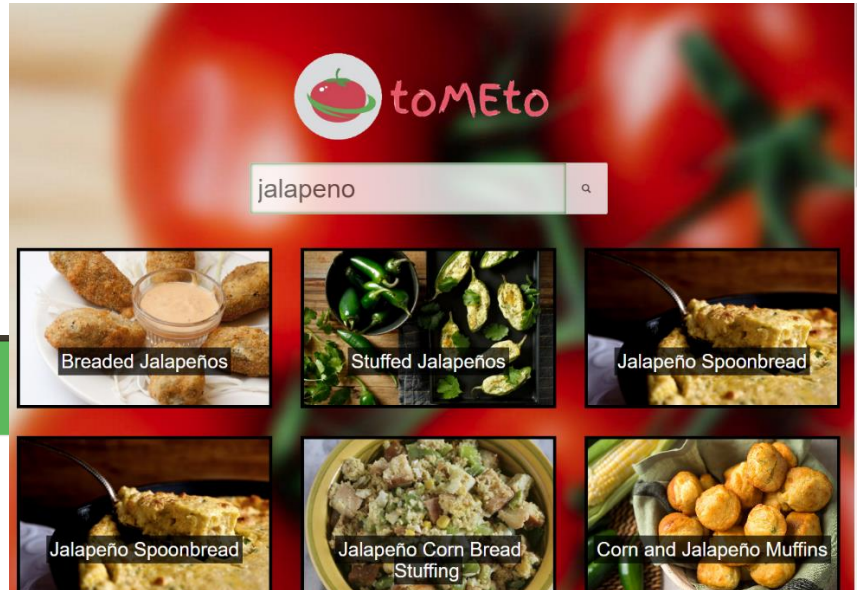 toMEto
jalapeno
Breaded Jalapeños
Stuffed Jalapeños
Jalapeño Spoonbread
Jalapeño Spoonbread
Jalapeño Corn Bread
Stuffing
Corn and Jalapeño Muffins